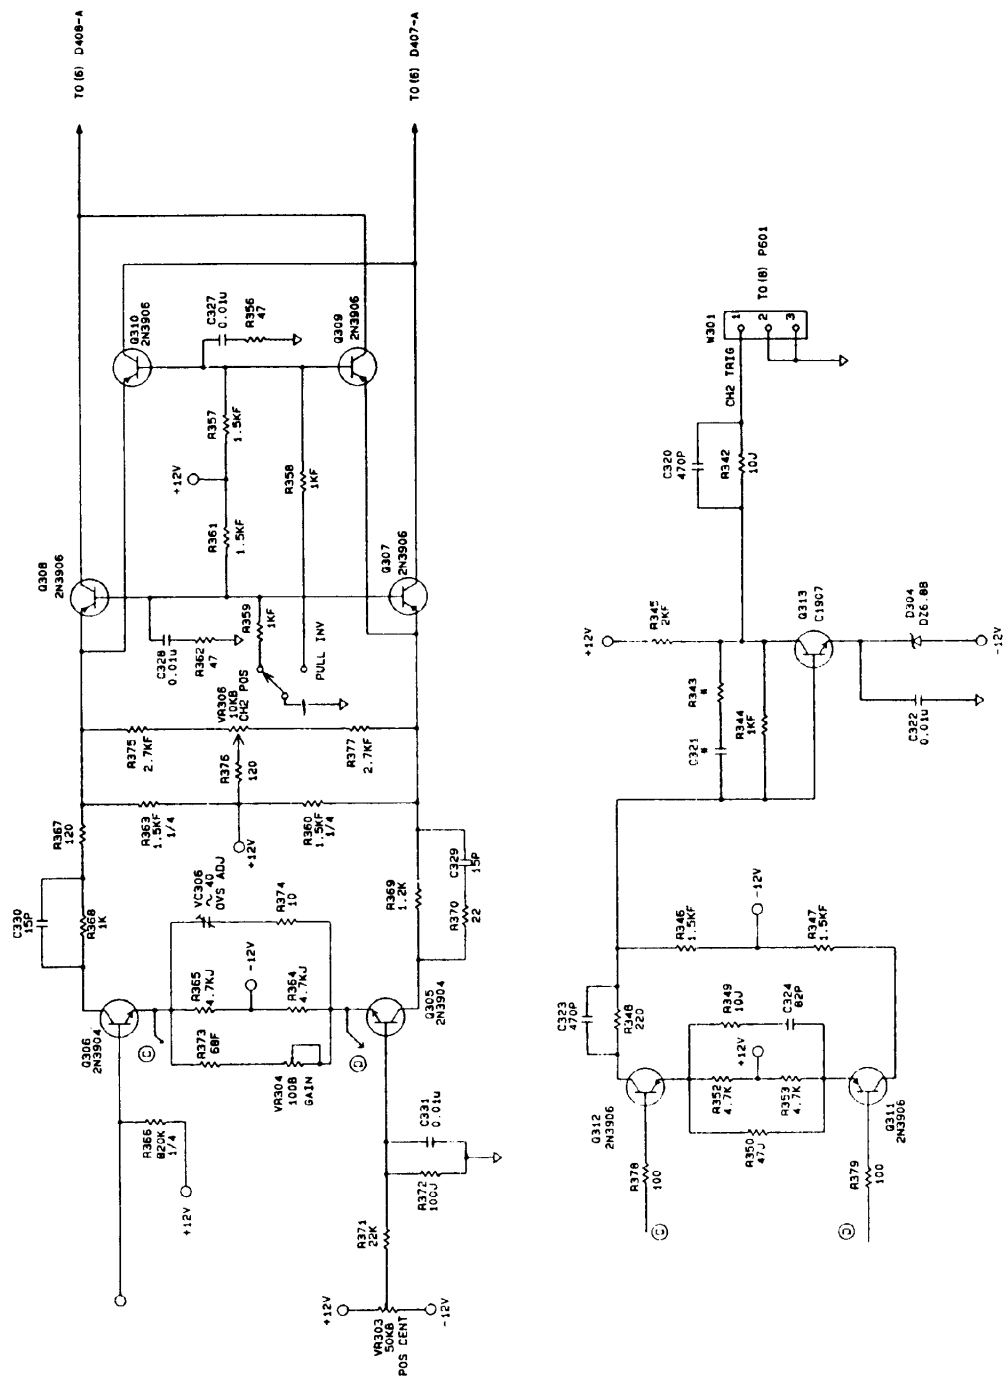 TO(6) D408-A
TO(6) D407-A
Q310
2N3906
C327
0.01u
R356
47
Q309
2N3906
R357
1.5KF
+12V
R358
1KF
R361
1.5KF
Q308
2N3906
Q307
2N3906
C328
0.01u
R362
47
R359
1KF
PULL INV
VR306
10KB
CH2 POS
R375
2.7KF
R376
120
R377
2.7KF
R367
120
R363
1.5KF
1/4
R360
1.5KF
1/4
+12V
C330
15P
R368
1K
VC306
40
OVS ADJ
R374
10
R369
1.2K
C329
15P
R370
22
R365
4.7KJ
-12V
R364
4.7KJ
Q306
2N3904
C
R373
68F
VR304
100B
GAIN
D
Q305
2N3904
R366
820K
1/4
+12V
C331
0.01u
R372
100J
R371
22K
+12V
-12V
VR303
50KB
POS CENT
W301
1
2
3
TO(8) P601
CH2 TRIG
C320
470P
R342
10J
+12V
R345
2KF
Q313
C1907
D304
DZ6.8B
-12V
R343
*
R344
1KF
C321
*
C322
0.01u
R346
1.5KF
-12V
R347
1.5KF
C323
470P
R348
220
R349
10J
C324
82P
+12V
R352
4.7K
R353
4.7K
R350
47J
Q312
2N3906
Q311
2N3906
R378
100
R379
100
C
D